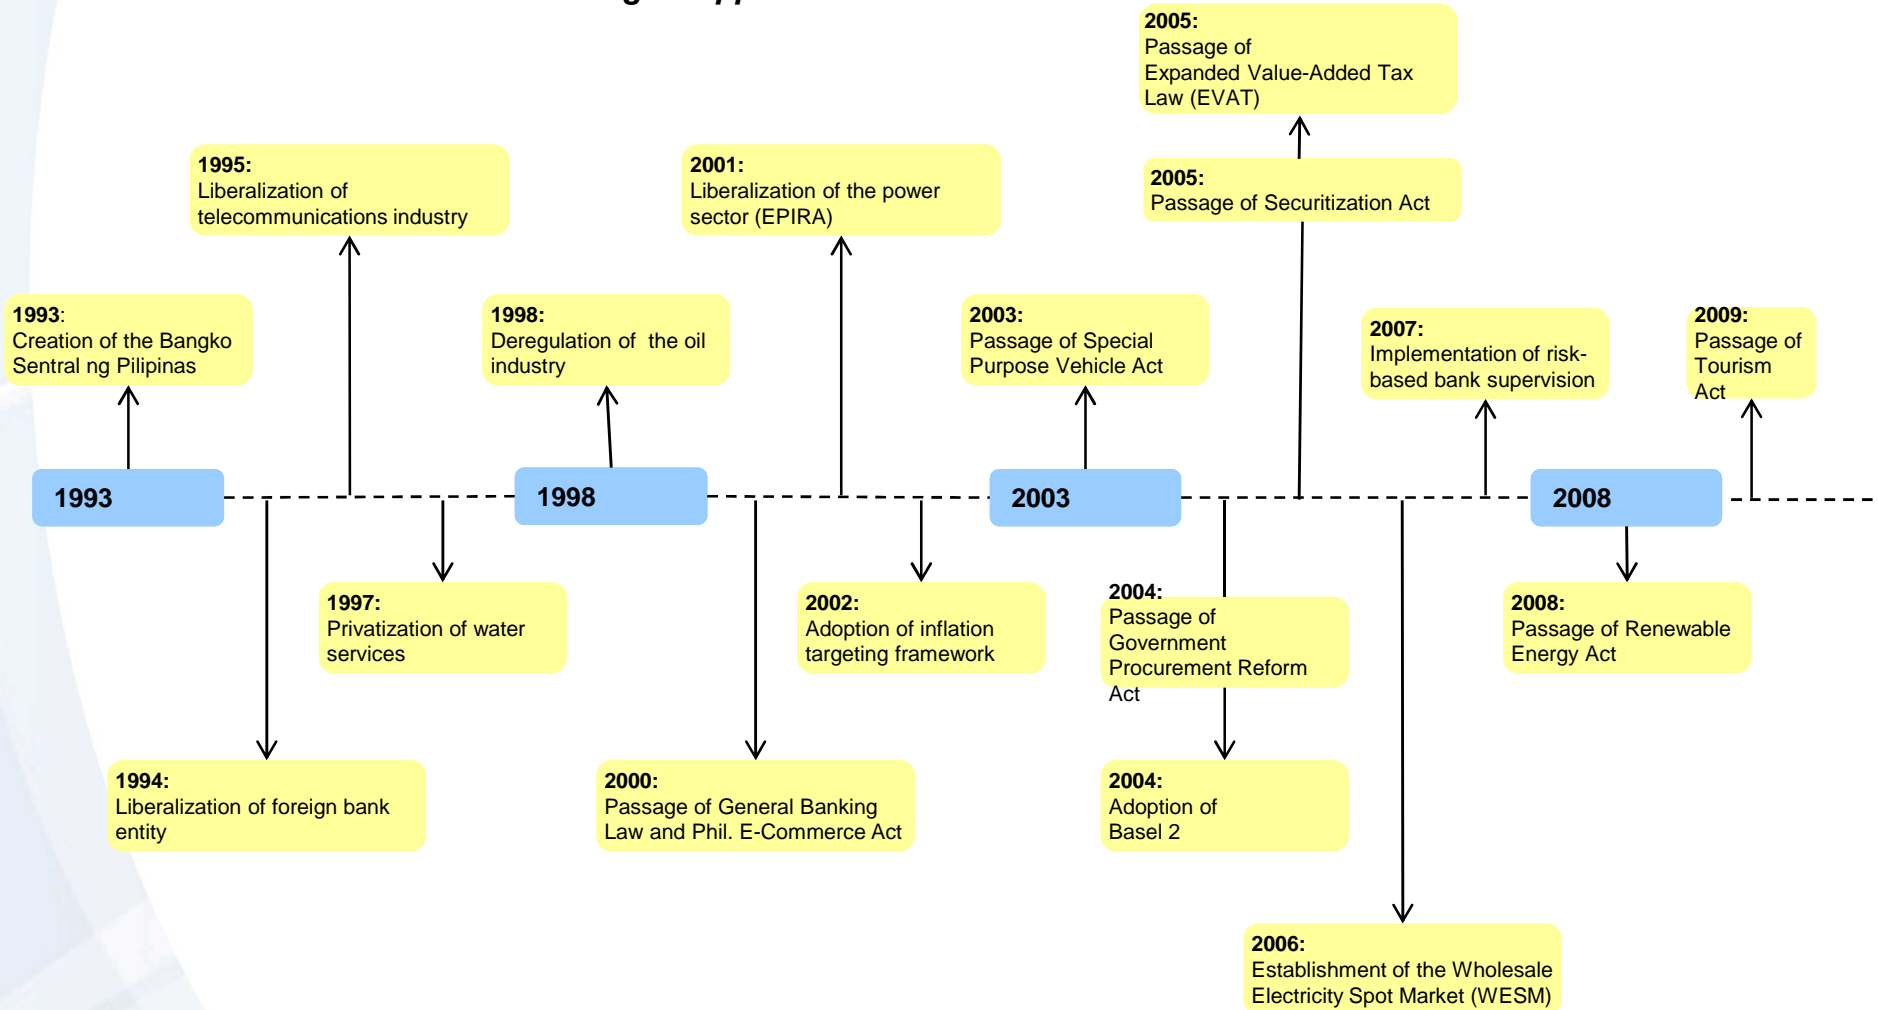 2005:
Passage of
Expanded Value-Added Tax
Law (EVAT)
1995:
Liberalization of
telecommunications industry
2001:
Liberalization of the power
sector (EPIRA)
2005:
Passage of Securitization Act
1993:
Creation of the Bangko
Sentral ng Pilipinas
1998:
Deregulation of the oil
industry
2003:
Passage of Special
Purpose Vehicle Act
2007:
Implementation of risk-
based bank supervision
2009:
Passage of
Tourism
Act
1993
1998
2003
2008
1997:
Privatization of water
services
2002:
Adoption of inflation
targeting framework
2004:
Passage of
Government
Procurement Reform
Act
2008:
Passage of Renewable
Energy Act
1994:
Liberalization of foreign bank
entity
2000:
Passage of General Banking
Law and Phil. E-Commerce Act
2004:
Adoption of
Basel 2
2006:
Establishment of the Wholesale
Electricity Spot Market (WESM)